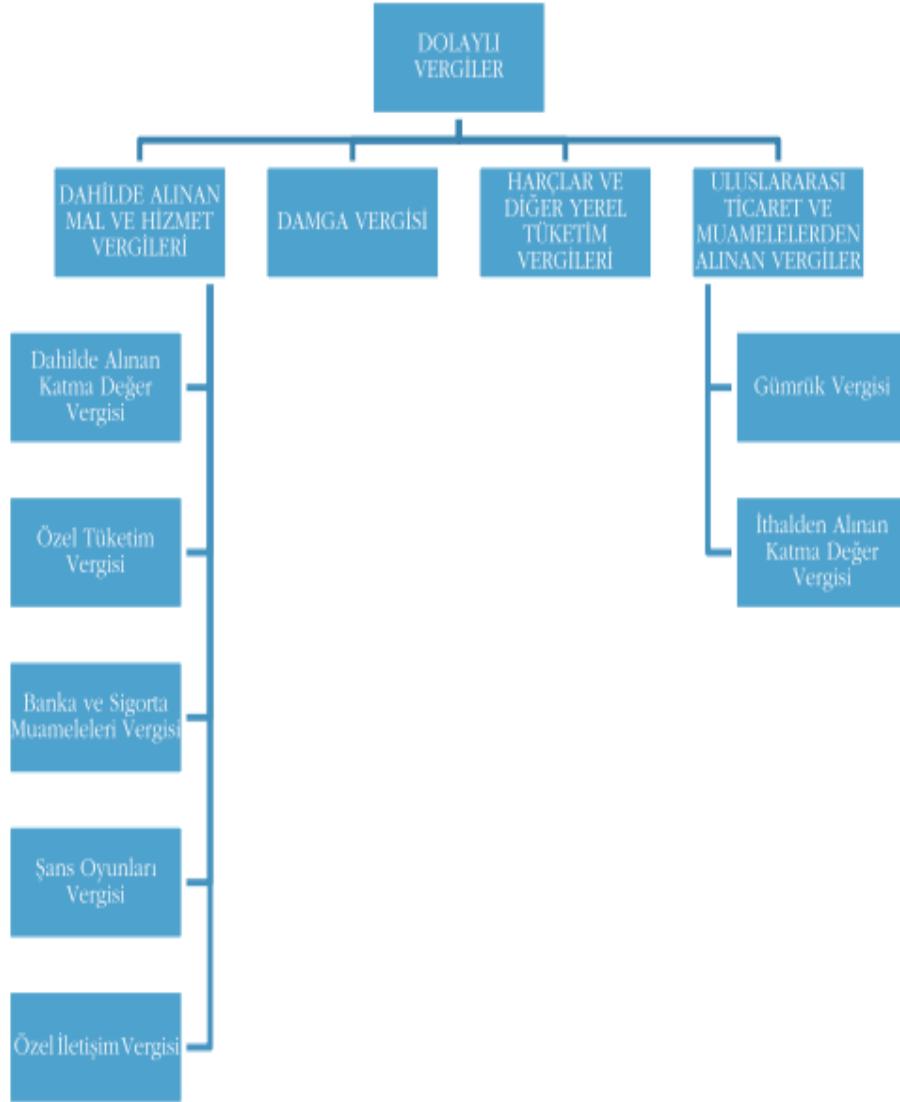 DOLAYLI
VERGİLER
DAHİLDE ALINAN
MAL VE HİZMET
VERGİLERİ
DAMGA VERGİSİ
HARÇLAR VE
DİĞER YEREL
TÜKETİM
VERGİLERİ
ULUSLARARASI
TİCARET VE
MUAMELELERDEN
ALINAN VERGİLER
Dahilde Alınan
Katma Değer
Vergisi
Özel Tüketim
Vergisi
Banka ve Sigorta
Muameleleri Vergisi
Şans Oyunları
Vergisi
Özel İletişim Vergisi
Gümrük Vergisi
İthalden Alınan
Katma Değer
Vergisi